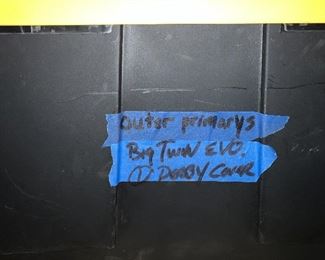 outer primarys
Big Twin EVO.
① Derby Cover